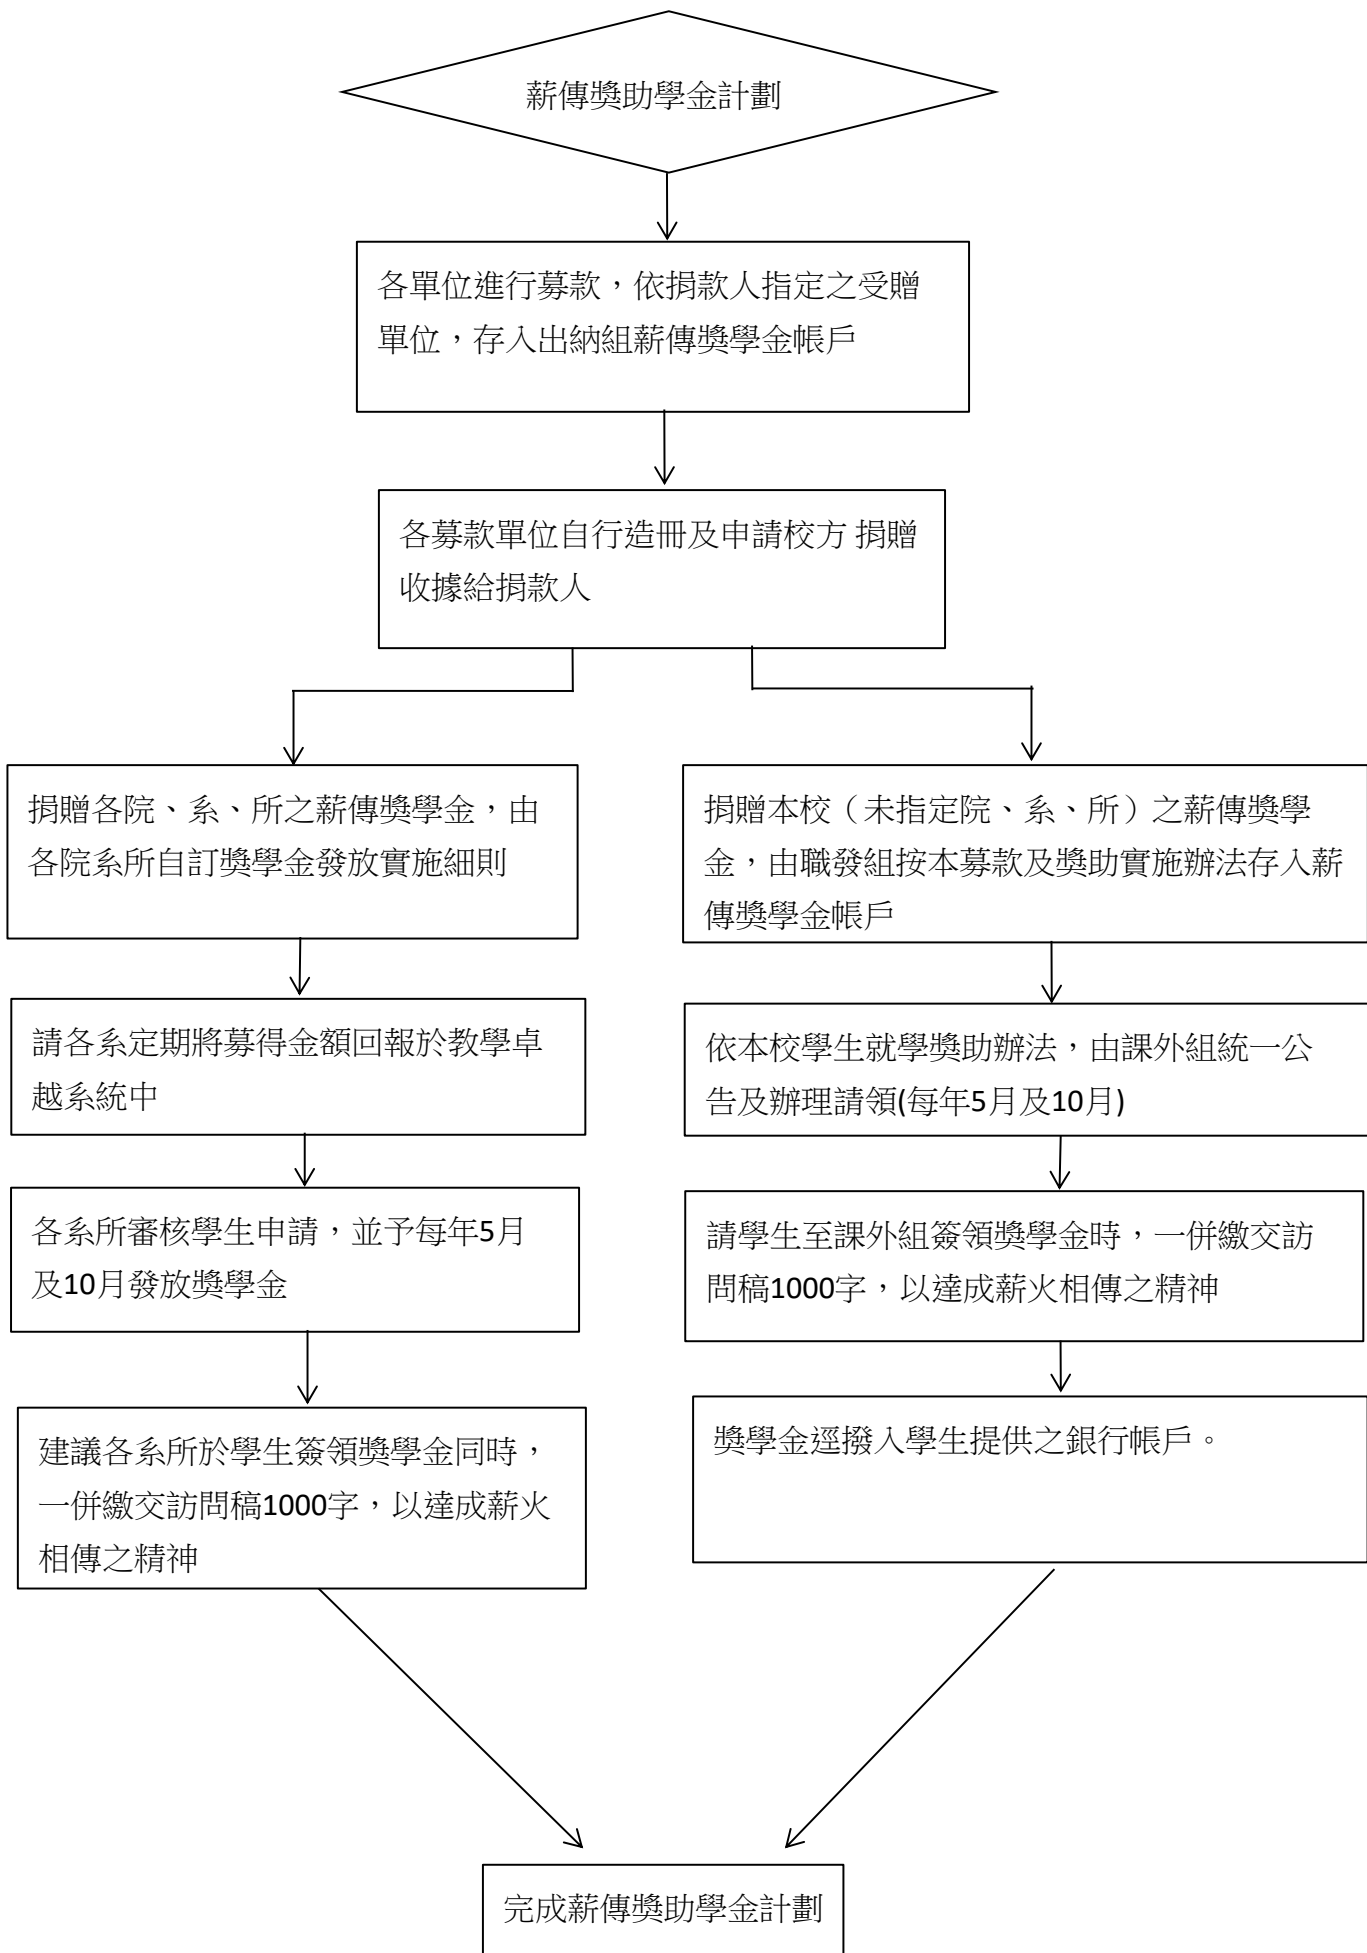 薪傳獎助學金計劃
各單位進行募款，依捐款人指定之受贈
單位，存入出納組薪傳獎學金帳戶
各募款單位自行造冊及申請校方 捐贈
收據給捐款人
捐贈各院、系、所之薪傳獎學金，由
各院系所自訂獎學金發放實施細則
請各系定期將募得金額回報於教學卓
越系統中
各系所審核學生申請，並予每年5月
及10月發放獎學金
建議各系所於學生簽領獎學金同時，
一併繳交訪問稿1000字，以達成薪火
相傳之精神
捐贈本校（未指定院、系、所）之薪傳獎學
金，由職發組按本募款及獎助實施辦法存入薪
傳獎學金帳戶
依本校學生就學獎助辦法，由課外組統一公
告及辦理請領(每年5月及10月)
請學生至課外組簽領獎學金時，一併繳交訪
問稿1000字，以達成薪火相傳之精神
獎學金逕撥入學生提供之銀行帳戶。
完成薪傳獎助學金計劃